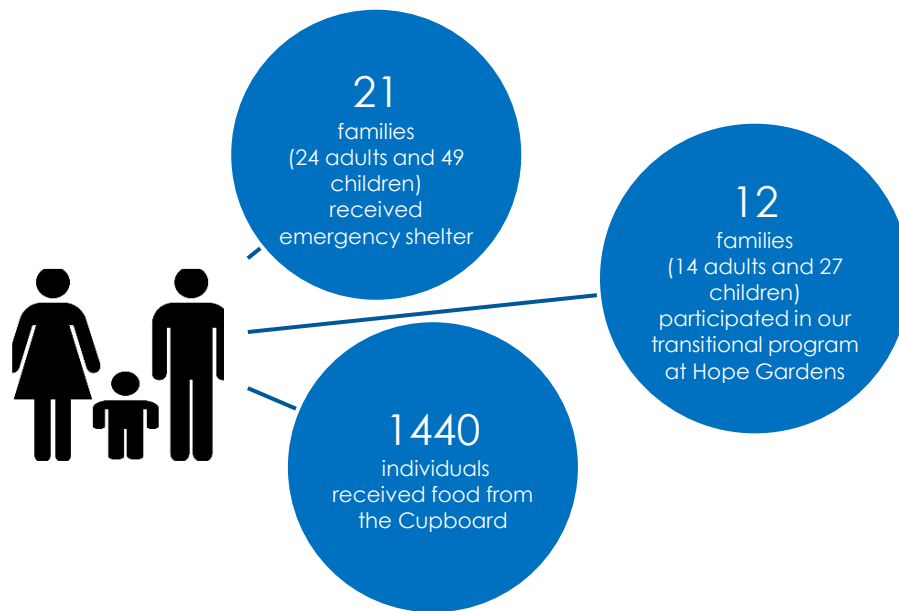 21
families
(24 adults and 49
children)
received
emergency shelter
12
families
(14 adults and 27
children)
participated in our
transitional program
at Hope Gardens
1440
individuals
received food from
the Cupboard